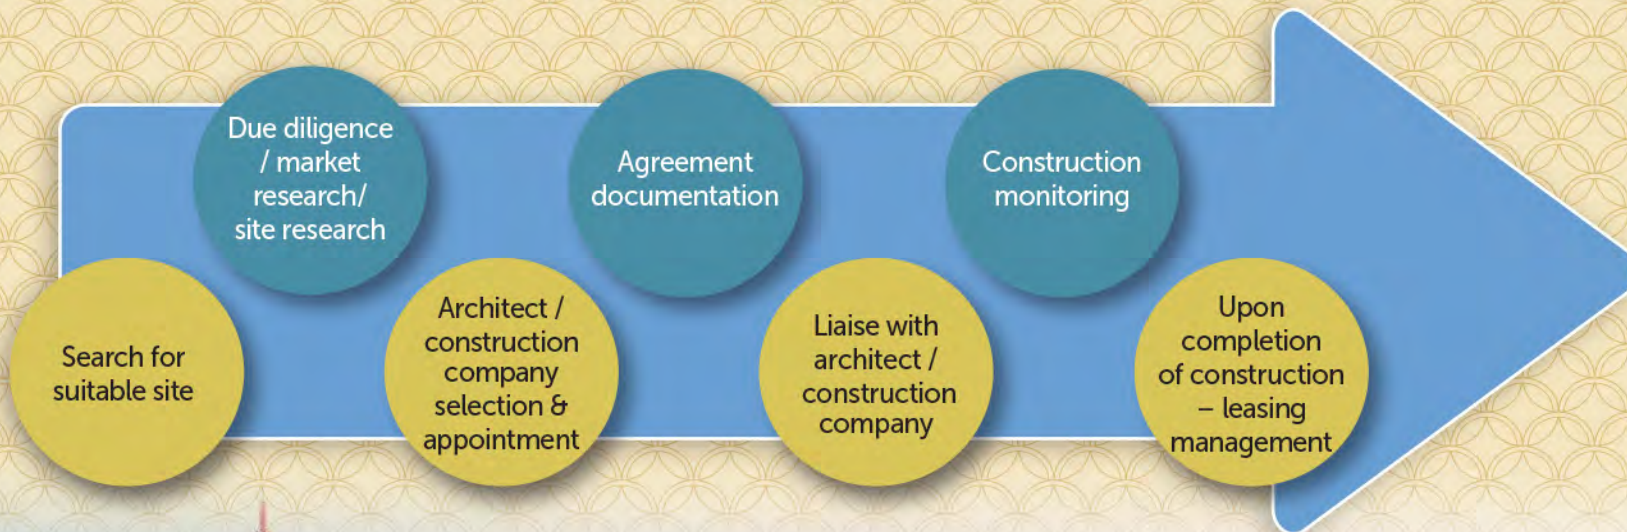 Search for
suitable site
Due diligence
/ market
research/
site research
Architect /
construction
company
selection &
appointment
Agreement
documentation
Liaise with
architect /
construction
company
Construction
monitoring
Upon
completion
of construction
– leasing
management